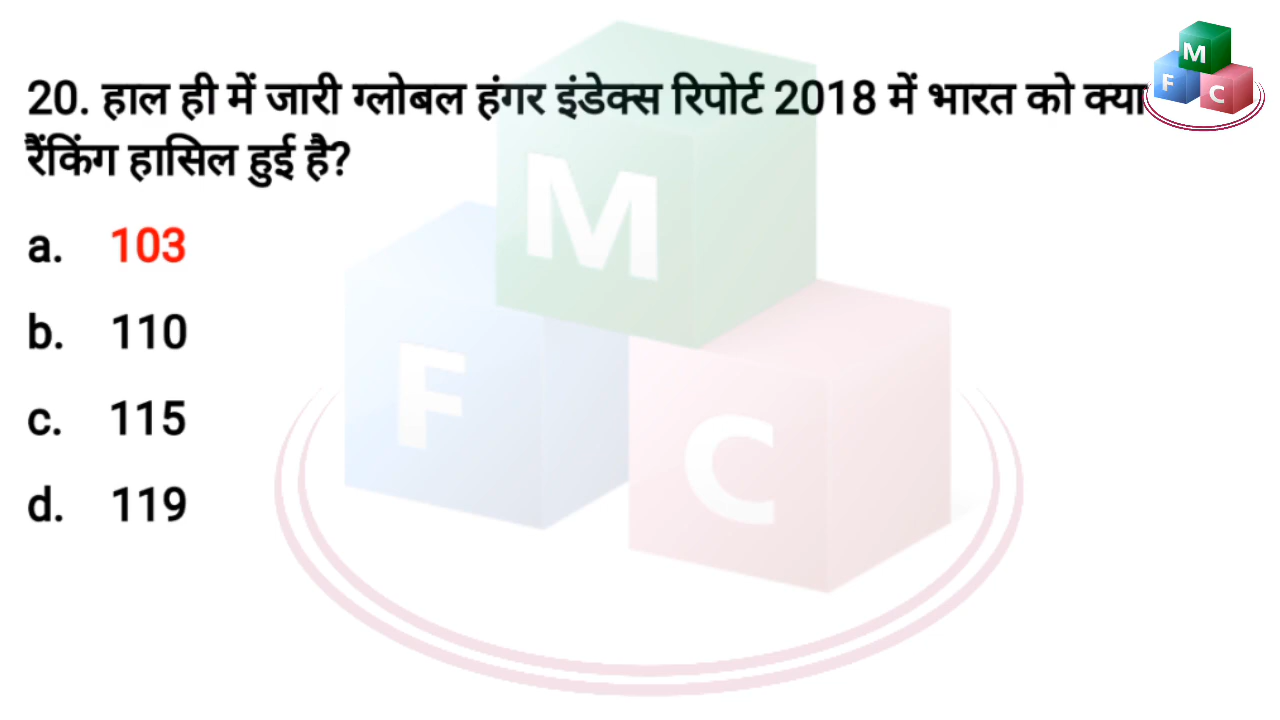 20. हाल ही में जारी ग्लोबल हंगर इंडेक्स रिपोर्ट 2018 में भारत को क्या
रैंकिंग हासिल हुई है?
a. 103
b. 110
c. 115
d. 119
M
F
C
M
F
C